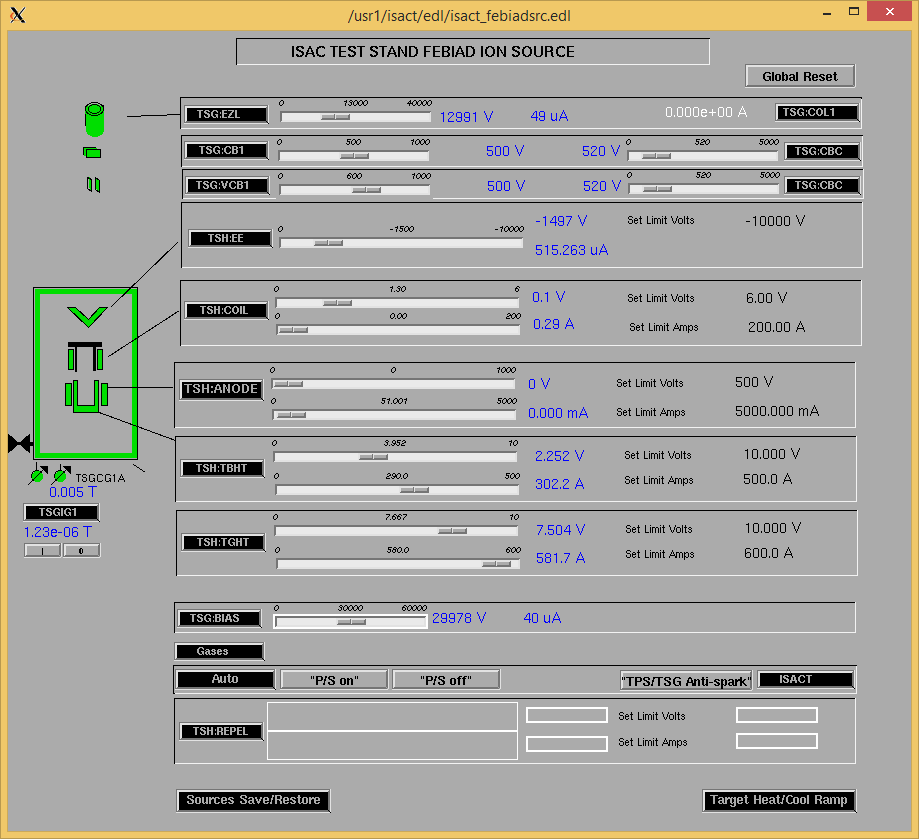 /usr1/isact/edl/isact_febiadsrc.edl
ISAC TEST STAND FEBIAD ION SOURCE
Global Reset
0 13000 40000
TSG:EZL 12991 V 49 uA 0.000e+00 A TSG:COL1
0 500 1000 0 520 5000
TSG:CB1 500 V 520 V TSG:CBC
0 600 1000 0 520 5000
TSG:VCB1 500 V 520 V TSG:CBC
-1497 V Set Limit Volts -10000 V
0 -1500 -10000
TSH:EE
515.263 uA
0 1.30 6
0.1 V Set Limit Volts 6.00 V
TSH:COIL
0 0.00 200
0.29 A Set Limit Amps 200.00 A
0 0 1000
0 V Set Limit Volts 500 V
TSH:ANODE
0 51.001 5000
0.000 mA Set Limit Amps 5000.000 mA
0 3.952 10
2.252 V Set Limit Volts 10.000 V
TSH:TBHT
0 290.0 500
302.2 A Set Limit Amps 500.0 A
TSGCG1A
0.005 T
TSGIG1
1.23e-06 T
I 0
0 7.667 10
7.504 V Set Limit Volts 10.000 V
TSH:TGHT
0 580.0 600
581.7 A Set Limit Amps 600.0 A
0 30000 60000
TSG:BIAS 29978 V 40 uA
Gases
Auto "P/S on" "P/S off" "TPS/TSG Anti-spark" ISACT
Set Limit Volts
TSH:REPEL
Set Limit Amps
Sources Save/Restore Target Heat/Cool Ramp